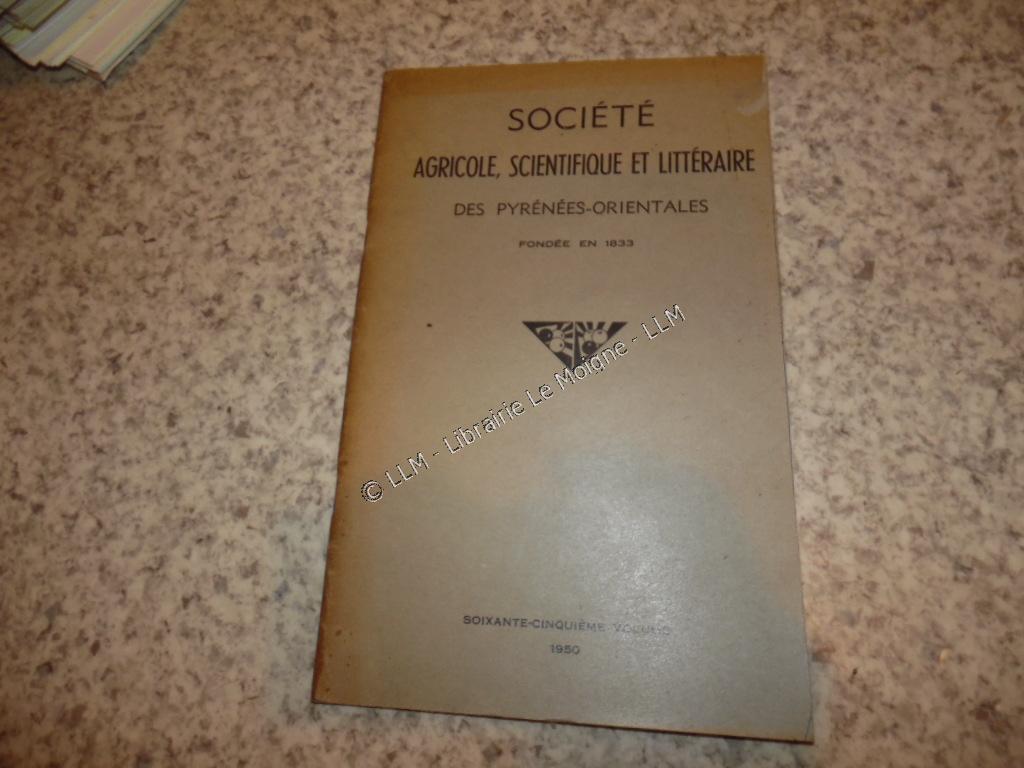 SOCIÉTÉ
AGRICOLE, SCIENTIFIQUE ET LITTÉRAIRE
DES PYRÉNÉES-ORIENTALES
FONDÉE EN 1833
© LLM - Librairie Le Moigne - LLM
SOIXANTE-CINQUIÈME VOLUME
1950